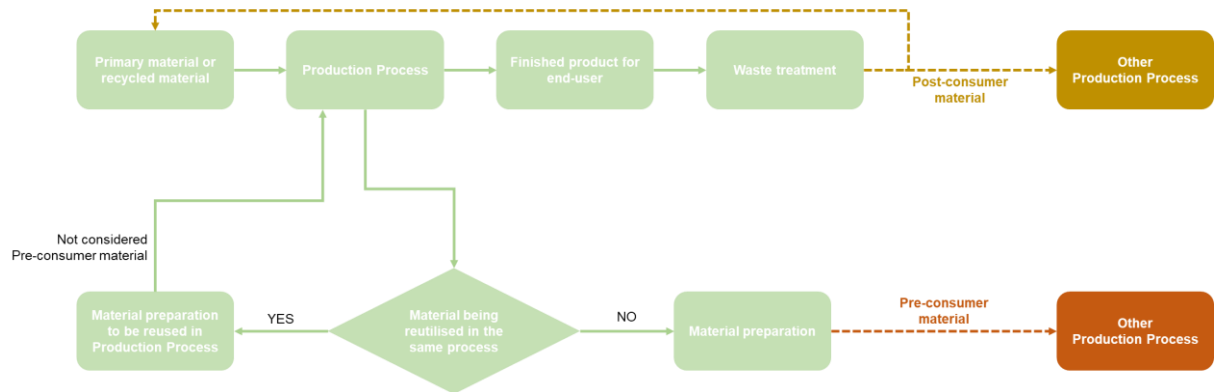 Primary material or
recycled material
Production Process
Finished product for
end-user
Waste treatment
Post-consumer
material
Other
Production Process
Not considered
Pre-consumer material
Material preparation
to be reused in
Production Process
YES
Material being
reutilised in the
same process
NO
Material preparation
Pre-consumer
material
Other
Production Process